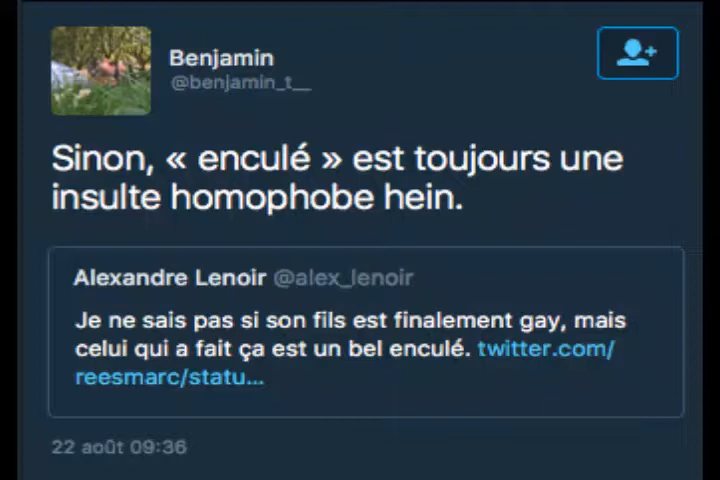 Benjamin
@benjamin_t__
Sinon, « enculé » est toujours une
insulte homophobe hein.
Alexandre Lenoir @alex_lenoir
Je ne sais pas si son fils est finalement gay, mais
celui qui a fait ça est un bel enculé. twitter.com/
reesmarc/statu...
22 août 09:36